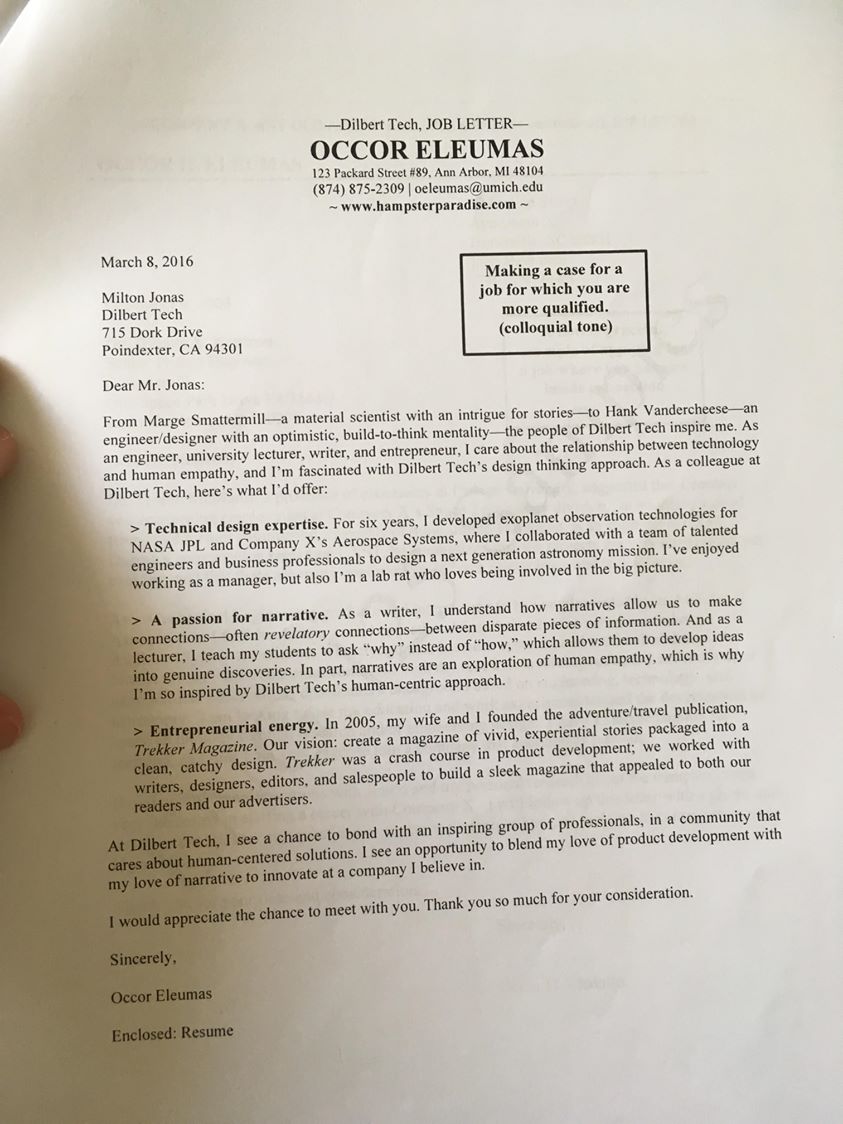 —Dilbert Tech, JOB LETTER—
OCCOR ELEUMAS
123 Packard Street #89, Ann Arbor, MI 48104
(874) 875-2309 | oeleumas@umich.edu
~ www.hampsterparadise.com ~
March 8, 2016
Making a case for a
job for which you are
more qualified.
(colloquial tone)
Milton Jonas
Dilbert Tech
715 Dork Drive
Poindexter, CA 94301
Dear Mr. Jonas:
From Marge Smattermill—a material scientist with an intrigue for stories—to Hank Vandercheese—an
engineer/designer with an optimistic, build-to-think mentality—the people of Dilbert Tech inspire me. As
an engineer, university lecturer, writer, and entrepreneur, I care about the relationship between technology
and human empathy, and I'm fascinated with Dilbert Tech's design thinking approach. As a colleague at
Dilbert Tech, here's what I'd offer:
> Technical design expertise. For six years, I developed exoplanet observation technologies for
NASA JPL and Company X's Aerospace Systems, where I collaborated with a team of talented
engineers and business professionals to design a next generation astronomy mission. I've enjoyed
working as a manager, but also I'm a lab rat who loves being involved in the big picture.
> A passion for narrative. As a writer, I understand how narratives allow us to make
connections—often revelatory connections—between disparate pieces of information. And as a
lecturer, I teach my students to ask "why" instead of "how," which allows them to develop ideas
into genuine discoveries. In part, narratives are an exploration of human empathy, which is why
I'm so inspired by Dilbert Tech's human-centric approach.
> Entrepreneurial energy. In 2005, my wife and I founded the adventure/travel publication,
Trekker Magazine. Our vision: create a magazine of vivid, experiential stories packaged into a
clean, catchy design. Trekker was a crash course in product development; we worked with
writers, designers, editors, and salespeople to build a sleek magazine that appealed to both our
readers and our advertisers.
At Dilbert Tech, I see a chance to bond with an inspiring group of professionals, in a community that
cares about human-centered solutions. I see an opportunity to blend my love of product development with
my love of narrative to innovate at a company I believe in.
I would appreciate the chance to meet with you. Thank you so much for your consideration.
Sincerely,
Occor Eleumas
Enclosed: Resume